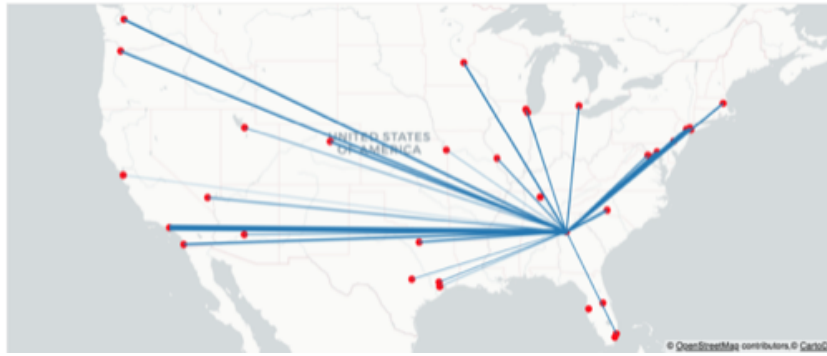 UNITED STATES
OF AMERICA
© OpenStreetMap contributors,© CartoD